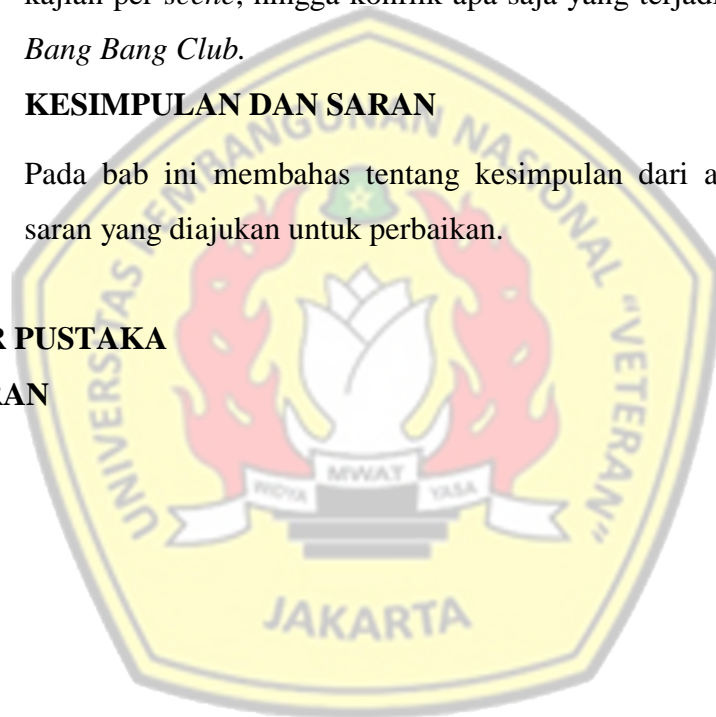 kajian per scene, hingga konflik apa saja yang terjadi
Bang Bang Club.
KESIMPULAN DAN SARAN
Pada bab ini membahas tentang kesimpulan dari a
saran yang diajukan untuk perbaikan.
R PUSTAKA
RAN
UNIVERSITAS PEMBANGUNAN NASIONAL "VETERAN"
WIDYA MWAT YASA
JAKARTA